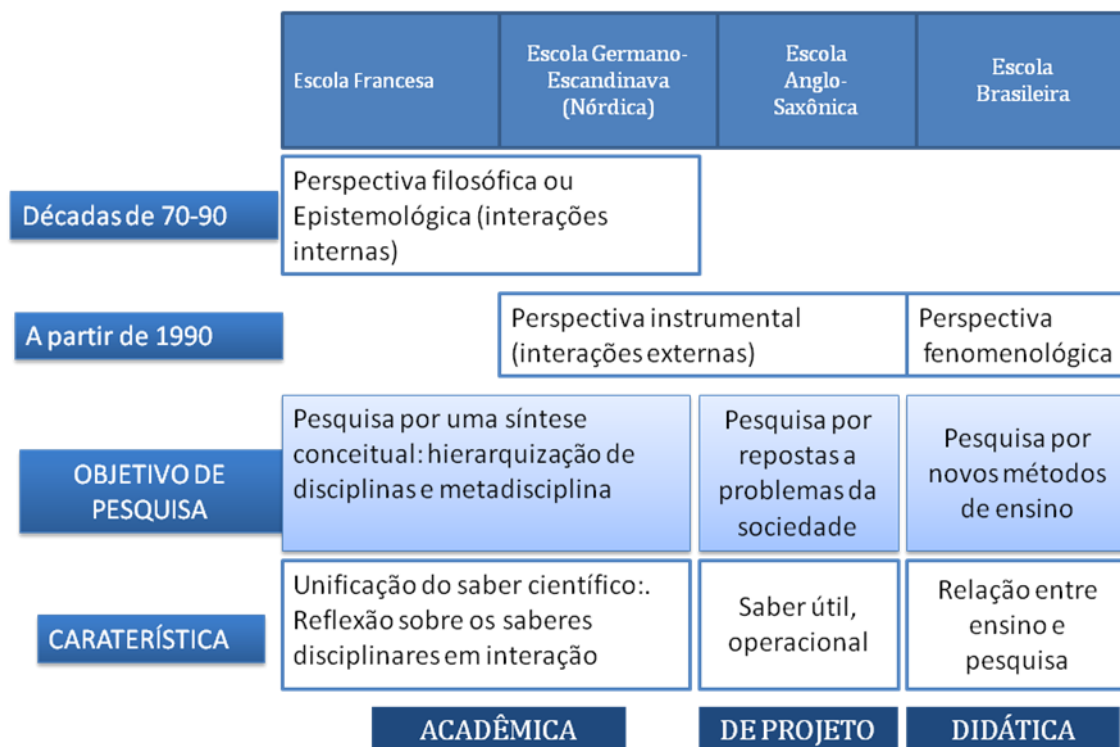 Escola Francesa
Escola Germano-
Escandinava
(Nórdica)
Escola
Anglo-
Saxônica
Escola
Brasileira
Décadas de 70-90
Perspectiva filosófica ou
Epistemológica (interações
internas)
A partir de 1990
Perspectiva instrumental
(interações externas)
Perspectiva
fenomenológica
OBJETIVO DE
PESQUISA
Pesquisa por uma síntese
conceitual: hierarquização de
disciplinas e metadisciplina
Pesquisa por
repostas a
problemas da
sociedade
Pesquisa por
novos métodos
de ensino
CARATERÍSTICA
Unificação do saber científico:.
Reflexão sobre os saberes
disciplinares em interação
Saber útil,
operacional
Relação entre
ensino e
pesquisa
ACADÊMICA
DE PROJETO
DIDÁTICA